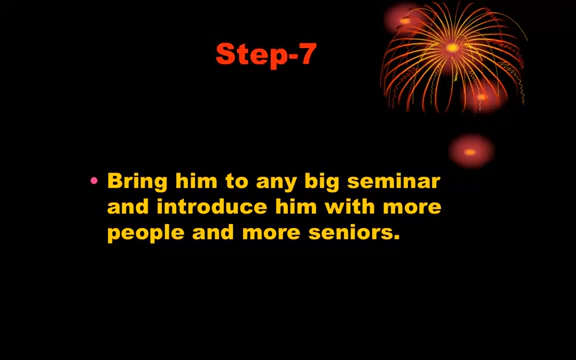 Step-7
• Bring him to any big seminar
and introduce him with more
people and more seniors.